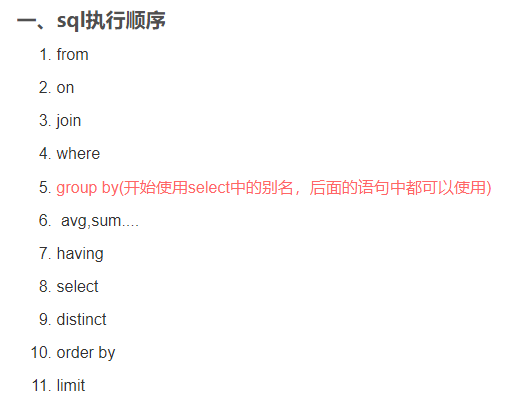 一、sql执行顺序
1. from
2. on
3. join
4. where
5. group by(开始使用select中的别名，后面的语句中都可以使用)
6. avg,sum....
7. having
8. select
9. distinct
10. order by
11. limit